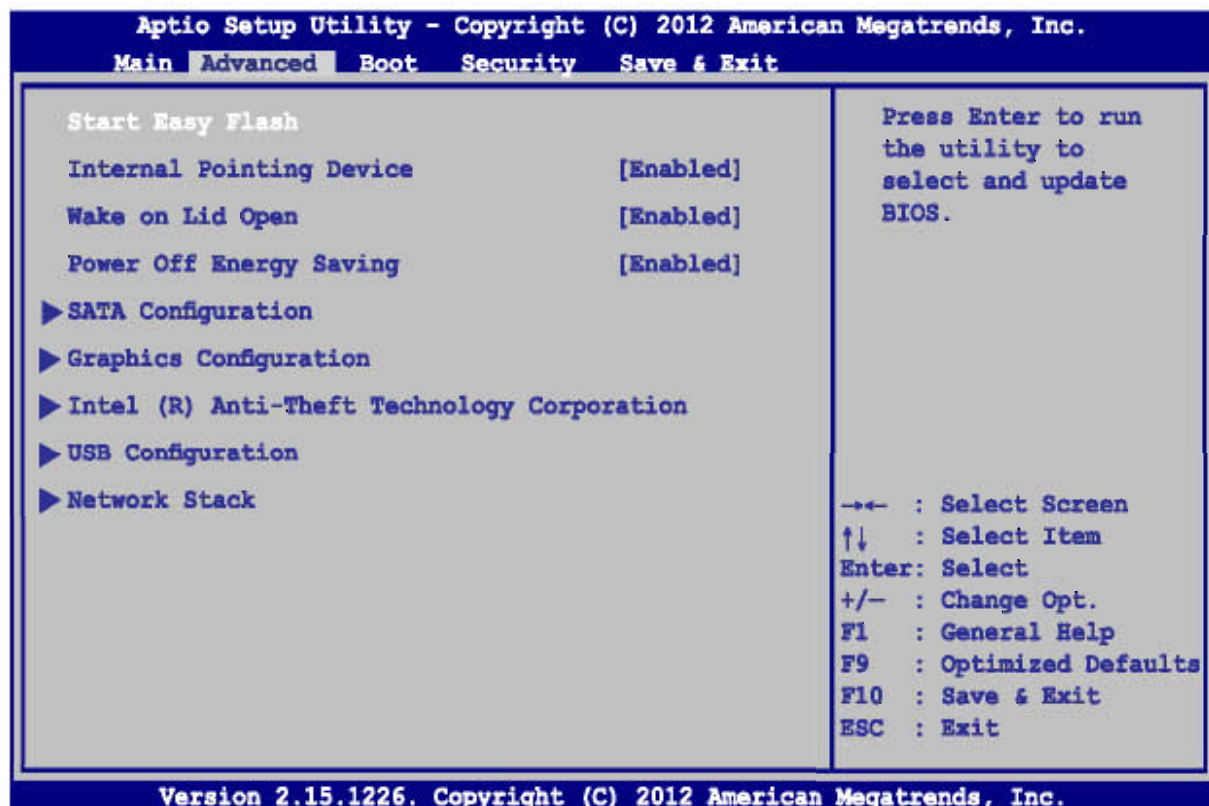 Aptio Setup Utility - Copyright (C) 2012 American Megatrends, Inc.
Main Advanced Boot Security Save & Exit
Start Easy Flash
Internal Pointing Device [Enabled]
Wake on Lid Open [Enabled]
Power Off Energy Saving [Enabled]
▶SATA Configuration
▶Graphics Configuration
▶Intel (R) Anti-Theft Technology Corporation
▶USB Configuration
▶Network Stack
Press Enter to run
the utility to
select and update
BIOS.
→← : Select Screen
↑↓ : Select Item
Enter: Select
+/— : Change Opt.
F1 : General Help
F9 : Optimized Defaults
F10 : Save & Exit
ESC : Exit
Version 2.15.1226. Copyright (C) 2012 American Megatrends, Inc.